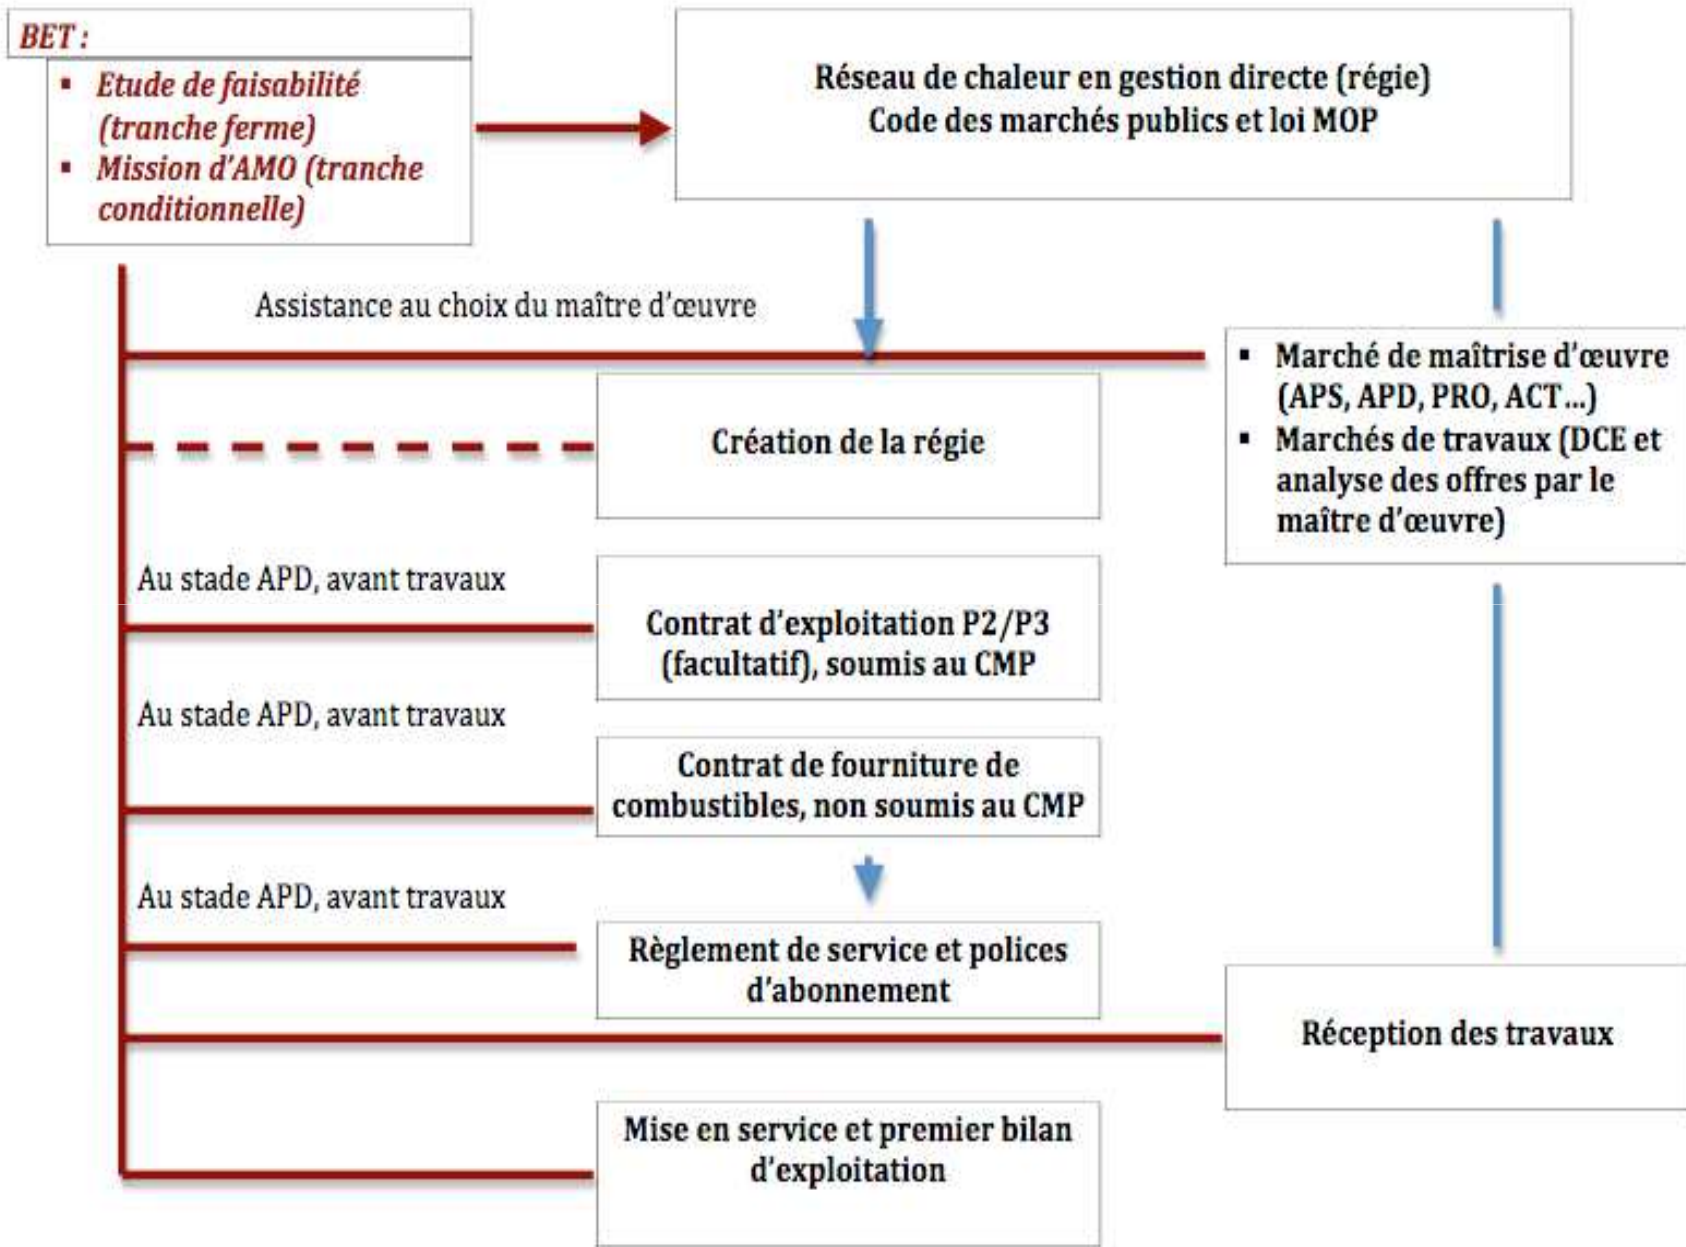 BET :
▪ Etude de faisabilité
(tranche ferme)
▪ Mission d'AMO (tranche
conditionnelle)
Réseau de chaleur en gestion directe (régie)
Code des marchés publics et loi MOP
Assistance au choix du maître d'œuvre
▪ Marché de maîtrise d'œuvre
(APS, APD, PRO, ACT…)
▪ Marchés de travaux (DCE et
analyse des offres par le
maître d'œuvre)
Création de la régie
Au stade APD, avant travaux
Contrat d'exploitation P2/P3
(facultatif), soumis au CMP
Au stade APD, avant travaux
Contrat de fourniture de
combustibles, non soumis au CMP
Au stade APD, avant travaux
Règlement de service et polices
d'abonnement
Réception des travaux
Mise en service et premier bilan
d'exploitation